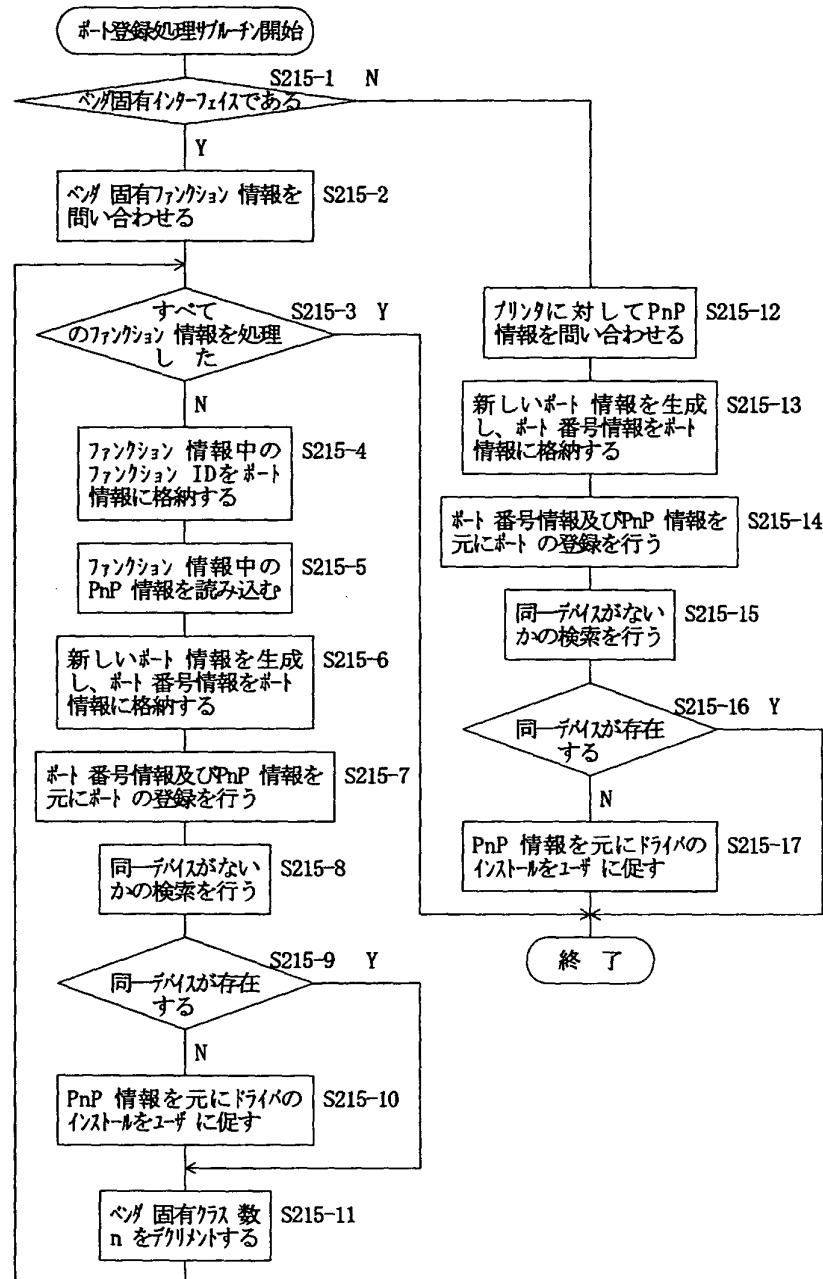 ポート登録処理サブルーチン開始
S215-1 N
ベンダ固有インターフェイスである
Y
ベンダ 固有ファンクション 情報を
問い合わせる
S215-2
すべて
のファンクション 情報を処理
し た
S215-3 Y
N
ファンクション 情報中の
ファンクション IDをポート
情報に格納する
S215-4
ファンクション 情報中の
PnP 情報を読み込む
S215-5
新しいポート 情報を生成
し、ポート 番号情報をポート
情報に格納する
S215-6
ポート 番号情報及びPnP 情報を
元にポート の登録を行う
S215-7
同一デバイスがない
かの検索を行う
S215-8
S215-9 Y
同一デバイスが存在
する
N
PnP 情報を元にドライバの
インストールをユーザ に促す
S215-10
ベンダ 固有クラス 数
n をデクリメントする
S215-11
プリンタに対してPnP
情報を問い合わせる
S215-12
新しいポート 情報を生成
し、ポート 番号情報をポート
情報に格納する
S215-13
ポート 番号情報及びPnP 情報を
元にポート の登録を行う
S215-14
同一デバイスがない
かの検索を行う
S215-15
S215-16 Y
同一デバイスが存在
する
N
PnP 情報を元にドライバの
インストールをユーザ に促す
S215-17
終 了